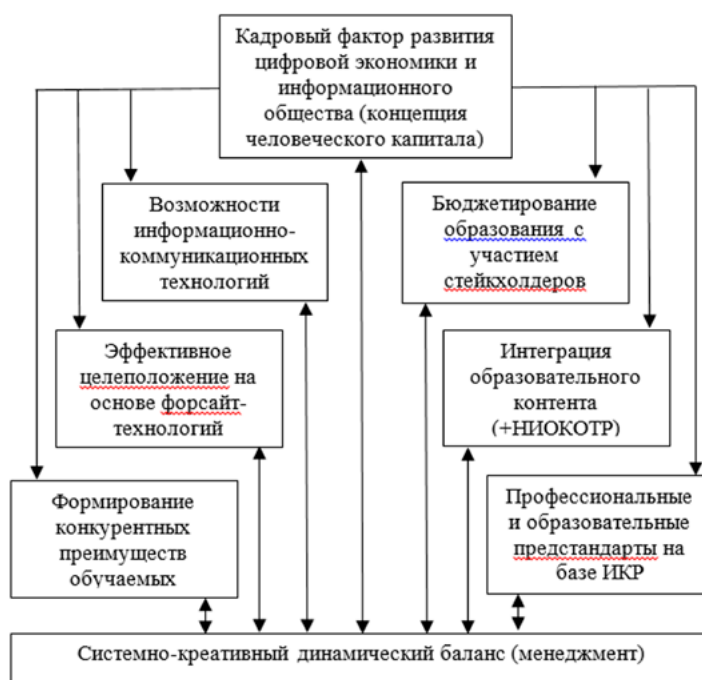 Кадровый фактор развития
цифровой экономики и
информационного
общества (концепция
человеческого капитала)
Возможности
информационно-
коммуникационных
технологий
Бюджетирование
образования с
участием
стейкхолдеров
Эффективное
целеположение на
основе форсайт-
технологий
Интеграция
образовательного
контента
(+НИОКОТР)
Формирование
конкурентных
преимуществ
обучаемых
Профессиональные
и образовательные
предстандарты на
базе ИКР
Системно-креативный динамический баланс (менеджмент)